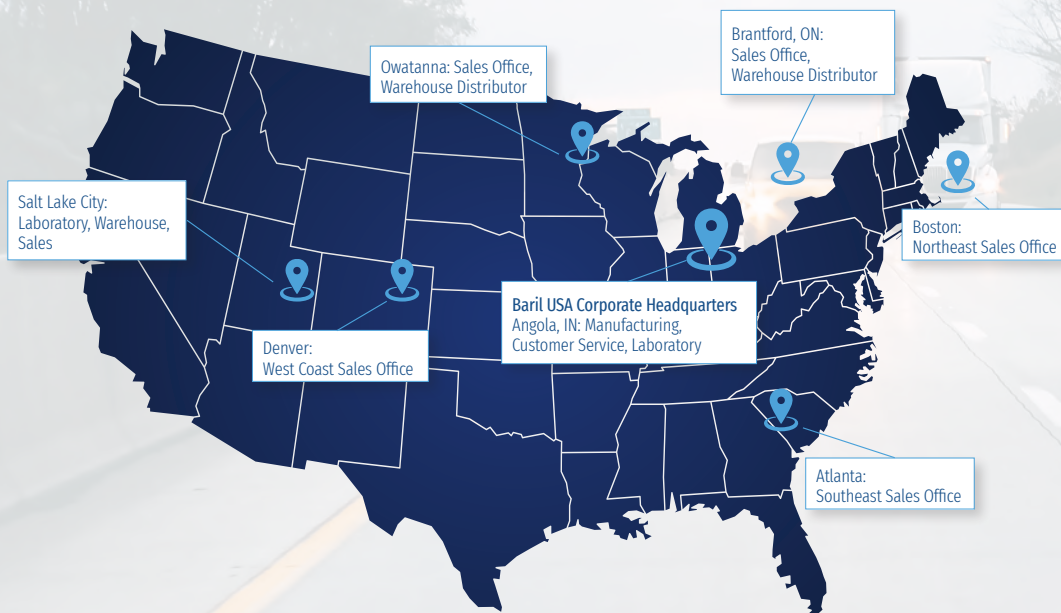 Brantford, ON:
Sales Office,
Warehouse Distributor
Owatanna: Sales Office,
Warehouse Distributor
Salt Lake City:
Laboratory, Warehouse,
Sales
Boston:
Northeast Sales Office
Baril USA Corporate Headquarters
Angola, IN: Manufacturing,
Customer Service, Laboratory
Denver:
West Coast Sales Office
Atlanta:
Southeast Sales Office